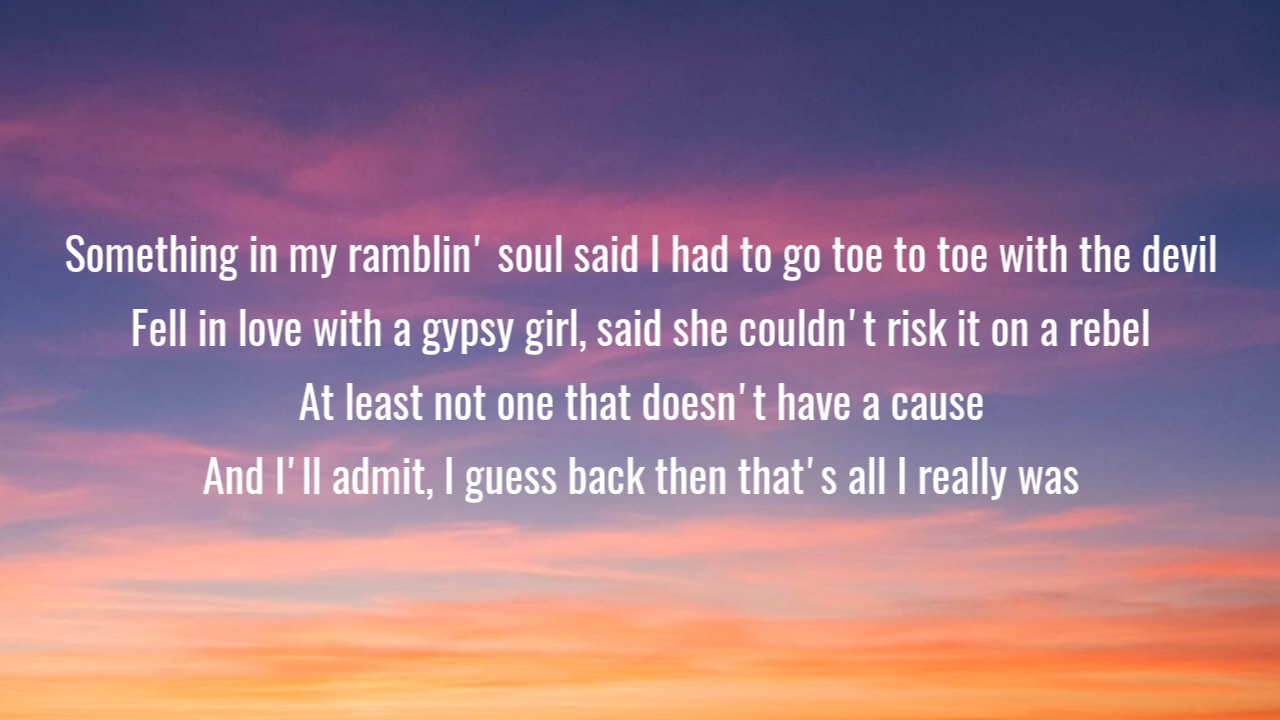 Something in my ramblin' soul said I had to go toe to toe with the devil
Fell in love with a gypsy girl, said she couldn't risk it on a rebel
At least not one that doesn't have a cause
And I'll admit, I guess back then that's all I really was